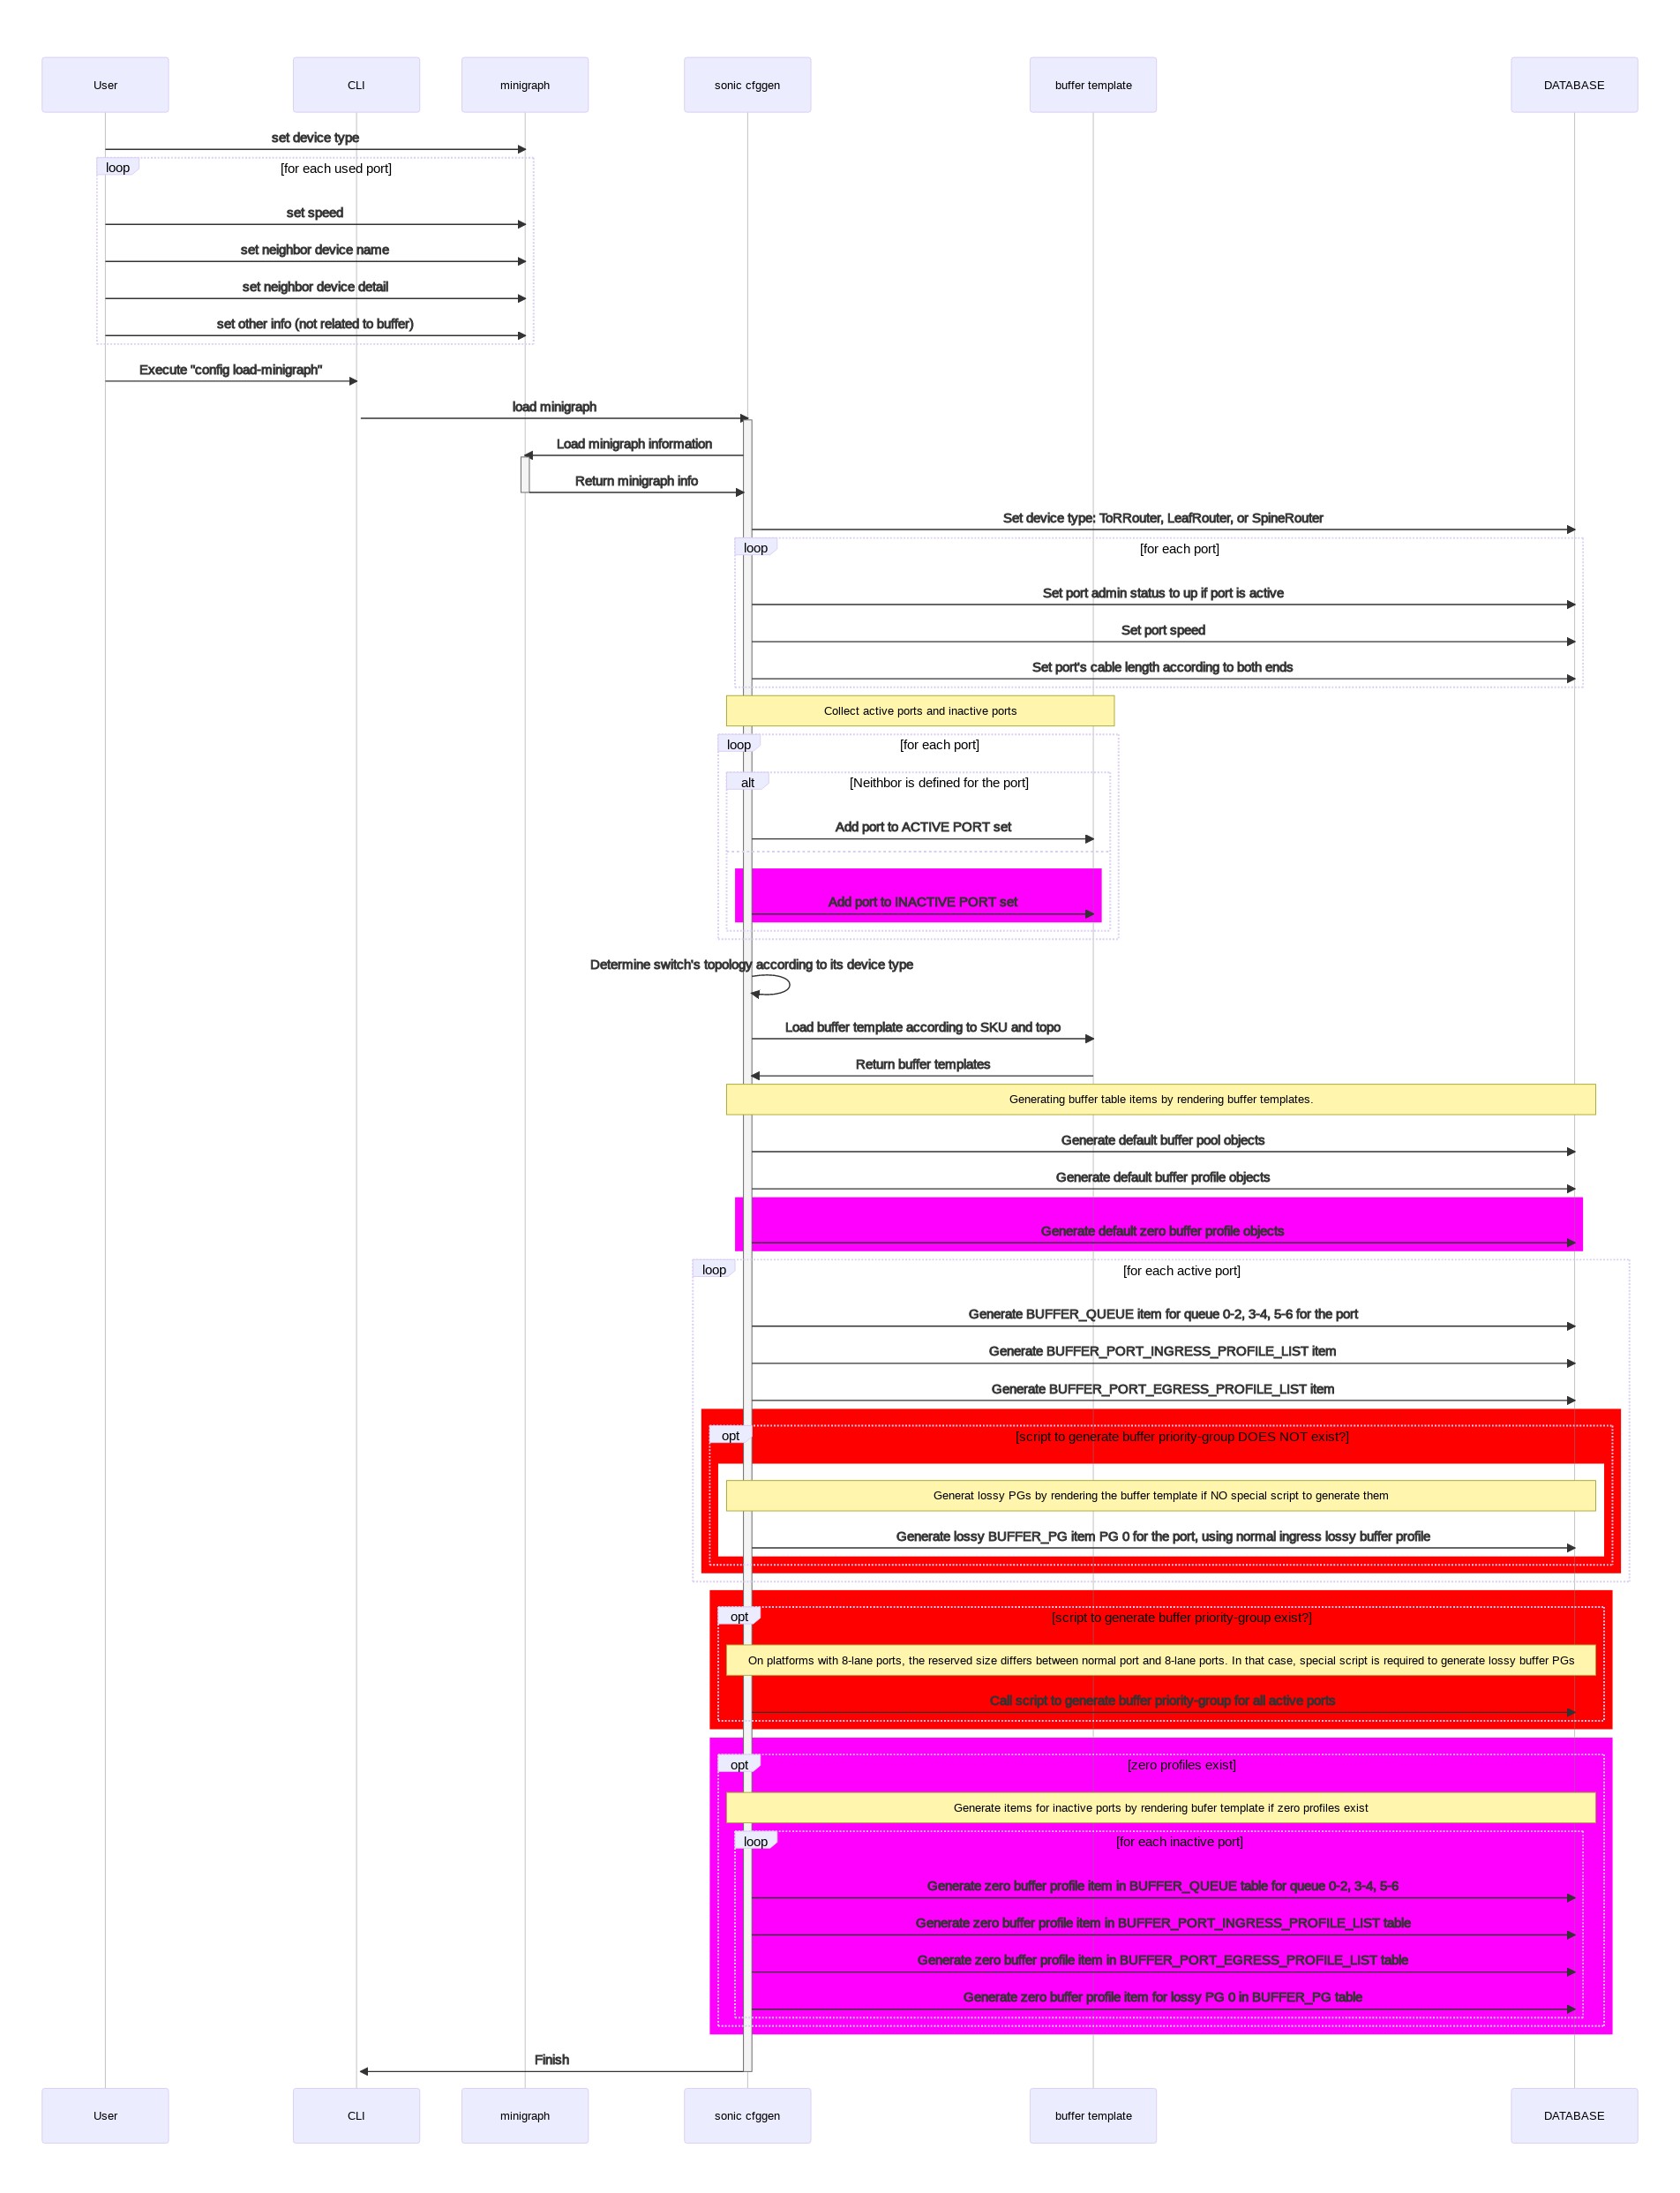 User
CLI
minigraph
sonic cfggen
buffer template
DATABASE
set device type
loop
[for each used port]
set speed
set neighbor device name
set neighbor device detail
set other info (not related to buffer)
Execute "config load-minigraph"
load minigraph
Load minigraph information
Return minigraph info
Set device type: ToRRouter, LeafRouter, or SpineRouter
loop
[for each port]
Set port admin status to up if port is active
Set port speed
Set port's cable length according to both ends
Collect active ports and inactive ports
loop
[for each port]
alt
[Neithbor is defined for the port]
Add port to ACTIVE PORT set
Add port to INACTIVE PORT set
Determine switch's topology according to its device type
Load buffer template according to SKU and topo
Return buffer templates
Generating buffer table items by rendering buffer templates.
Generate default buffer pool objects
Generate default buffer profile objects
Generate default zero buffer profile objects
loop
[for each active port]
Generate BUFFER_QUEUE item for queue 0-2, 3-4, 5-6 for the port
Generate BUFFER_PORT_INGRESS_PROFILE_LIST item
Generate BUFFER_PORT_EGRESS_PROFILE_LIST item
opt
[script to generate buffer priority-group DOES NOT exist?]
Generat lossy PGs by rendering the buffer template if NO special script to generate them
Generate lossy BUFFER_PG item PG 0 for the port, using normal ingress lossy buffer profile
opt
[script to generate buffer priority-group exist?]
On platforms with 8-lane ports, the reserved size differs between normal port and 8-lane ports. In that case, special script is required to generate lossy buffer PGs
Call script to generate buffer priority-group for all active ports
opt
[zero profiles exist]
Generate items for inactive ports by rendering bufer template if zero profiles exist
loop
[for each inactive port]
Generate zero buffer profile item in BUFFER_QUEUE table for queue 0-2, 3-4, 5-6
Generate zero buffer profile item in BUFFER_PORT_INGRESS_PROFILE_LIST table
Generate zero buffer profile item in BUFFER_PORT_EGRESS_PROFILE_LIST table
Generate zero buffer profile item for lossy PG 0 in BUFFER_PG table
Finish
User
CLI
minigraph
sonic cfggen
buffer template
DATABASE